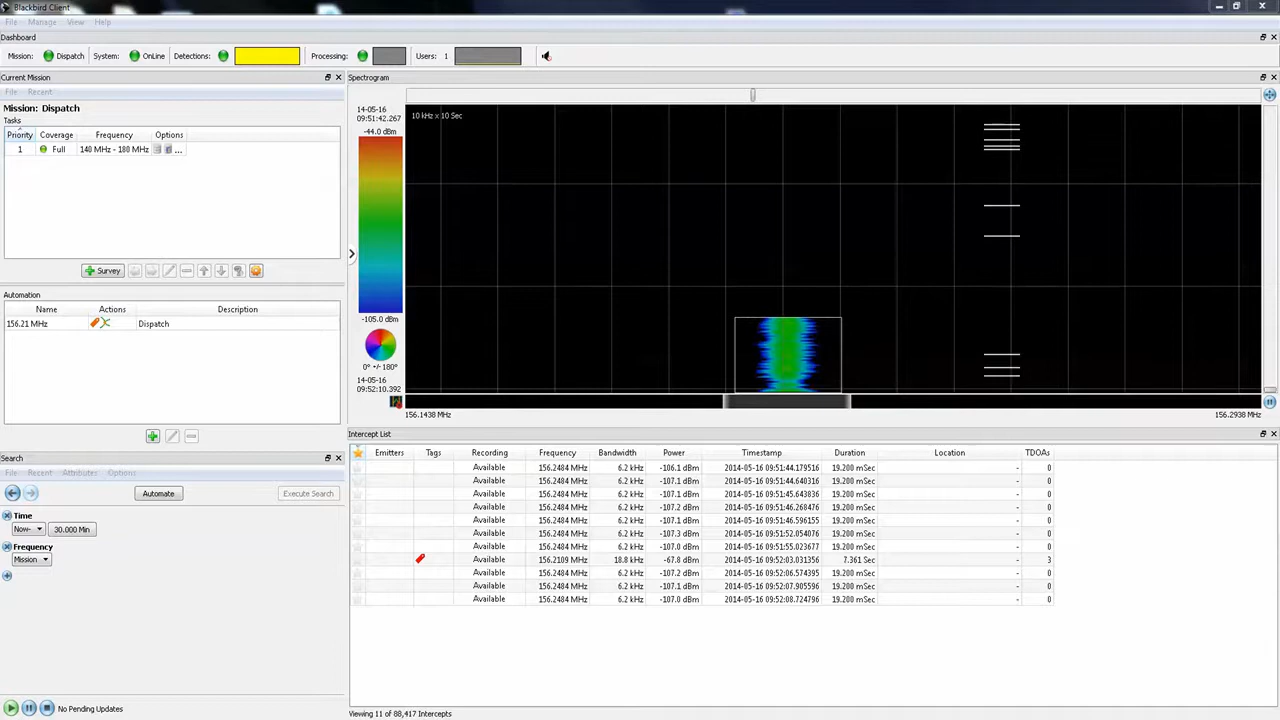 Blackbird Client
File Manage View Help
Dashboard
Mission: Dispatch System: OnLine Detections: Processing: Users: 1
Current Mission
File Recent
Mission: Dispatch
Tasks
Priority Coverage Frequency Options
1 Full 140 MHz - 180 MHz ...
Survey
Automation
Name Actions Description
156.21 MHz Dispatch
Search
File Recent Attributes Options
Automate Execute Search
Time
Now- 30.000 Min
Frequency
Mission
No Pending Updates
Spectrogram
14-05-16
09:51:42.267
-44.0 dBm
-105.0 dBm
0° +/- 180°
14-05-16
09:52:10.392
10 kHz x 10 Sec
156.1438 MHz 156.2938 MHz
Intercept List
Emitters Tags Recording Frequency Bandwidth Power Timestamp Duration Location TDOAs
Available 156.2484 MHz 6.2 kHz -106.1 dBm 2014-05-16 09:51:44.179516 19.200 mSec - 0
Available 156.2484 MHz 6.2 kHz -107.1 dBm 2014-05-16 09:51:44.640316 19.200 mSec - 0
Available 156.2484 MHz 6.2 kHz -107.1 dBm 2014-05-16 09:51:45.643836 19.200 mSec - 0
Available 156.2484 MHz 6.2 kHz -107.2 dBm 2014-05-16 09:51:46.268476 19.200 mSec - 0
Available 156.2484 MHz 6.2 kHz -107.1 dBm 2014-05-16 09:51:46.596155 19.200 mSec - 0
Available 156.2484 MHz 6.2 kHz -107.3 dBm 2014-05-16 09:51:52.054076 19.200 mSec - 0
Available 156.2484 MHz 6.2 kHz -107.0 dBm 2014-05-16 09:51:55.023677 19.200 mSec - 0
Available 156.2109 MHz 18.8 kHz -67.8 dBm 2014-05-16 09:52:03.031356 7.361 Sec - 3
Available 156.2484 MHz 6.2 kHz -107.2 dBm 2014-05-16 09:52:06.574395 19.200 mSec - 0
Available 156.2484 MHz 6.2 kHz -107.1 dBm 2014-05-16 09:52:07.905596 19.200 mSec - 0
Available 156.2484 MHz 6.2 kHz -107.0 dBm 2014-05-16 09:52:08.724796 19.200 mSec - 0
Viewing 11 of 88,417 Intercepts